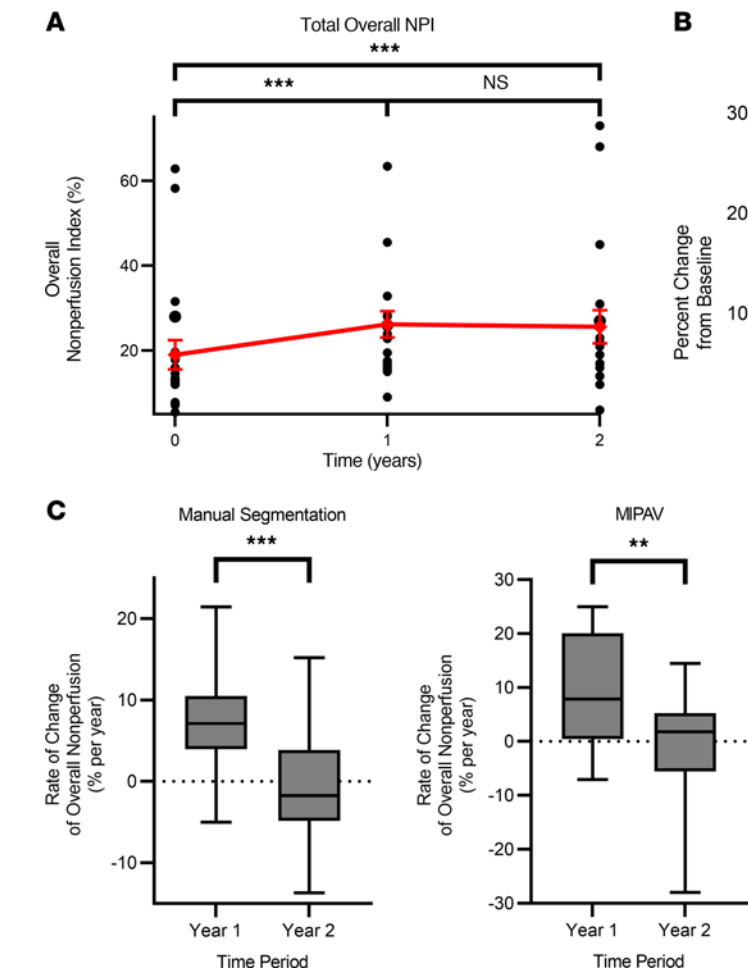 A
Total Overall NPI
***
***
NS
60
40
20
Overall
Nonperfusion Index (%)
0
1
2
Time (years)
B
30
20
10
Percent Change
from Baseline
C
Manual Segmentation
***
20
10
0
-10
Rate of Change
of Overall Nonperfusion
(% per year)
Year 1
Year 2
Time Period
MIPAV
**
30
20
10
0
-10
-20
-30
Rate of Change
of Overall Nonperfusion
(% per year)
Year 1
Year 2
Time Period